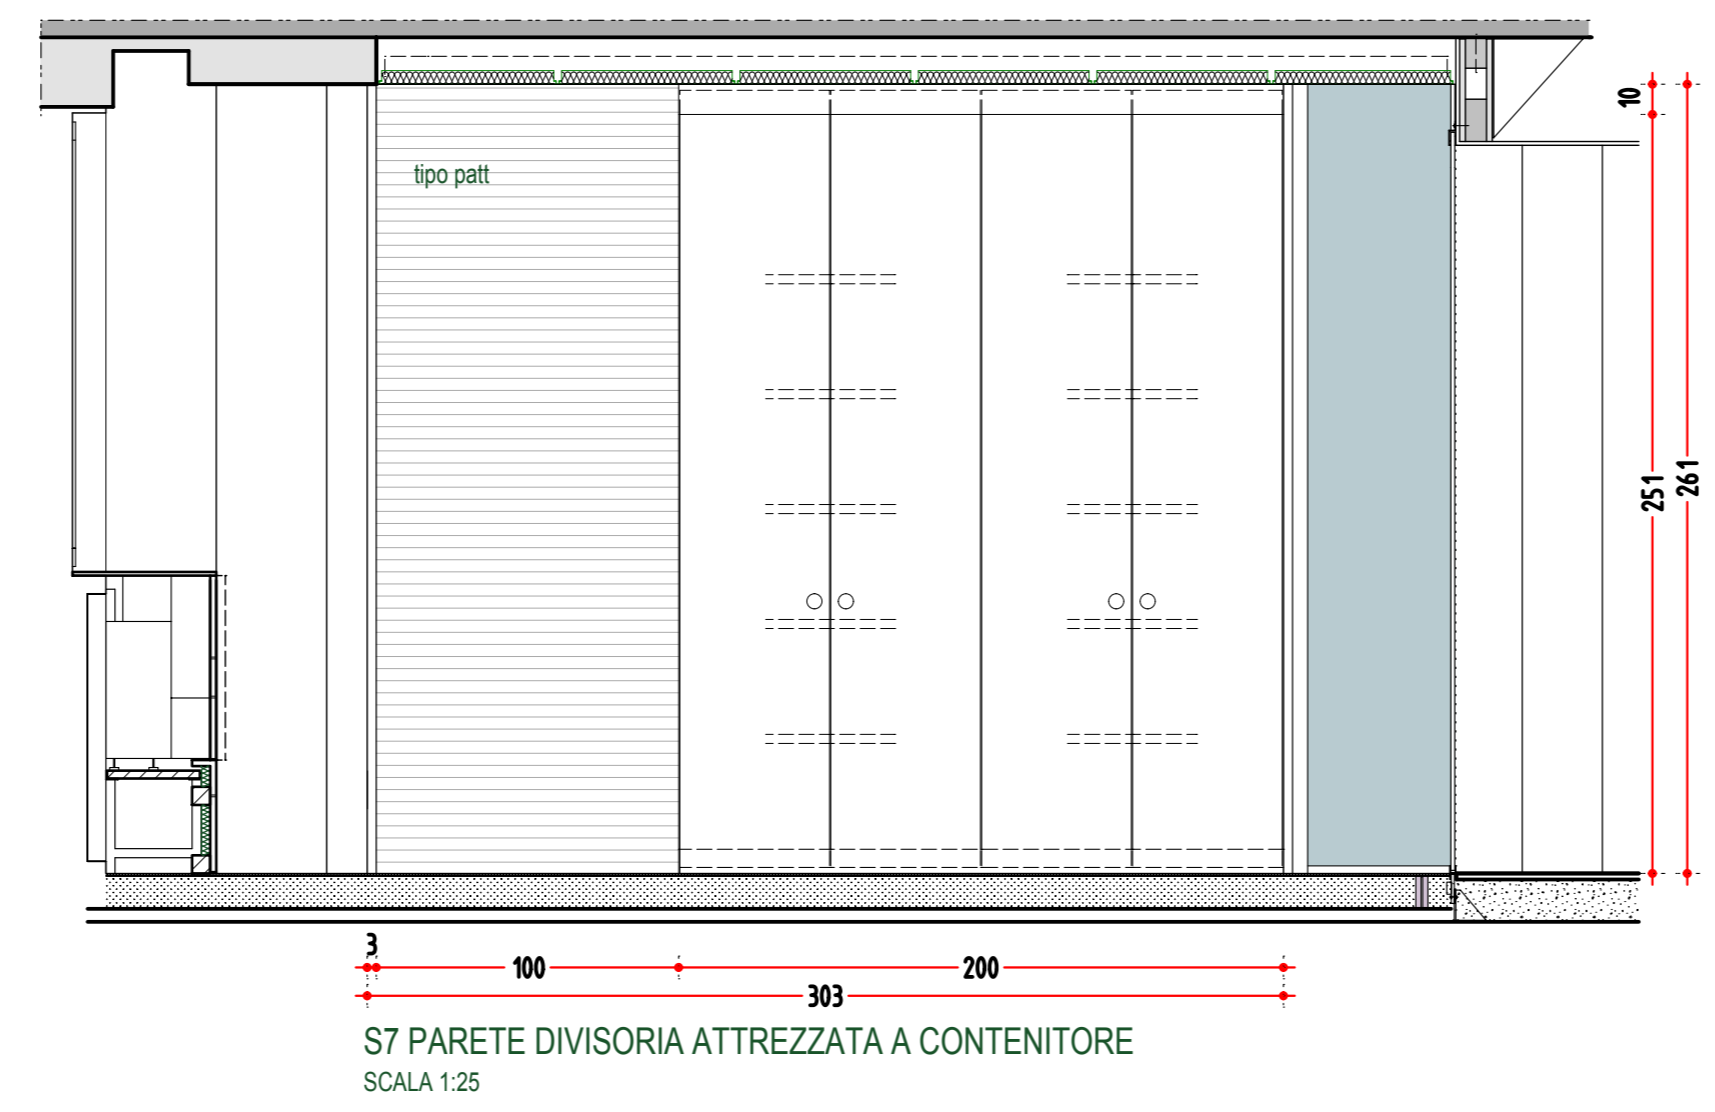 tipo patt
10
251
261
3
100
200
303
S7 PARETE DIVISORIA ATTREZZATA A CONTENITORE
SCALA 1:25